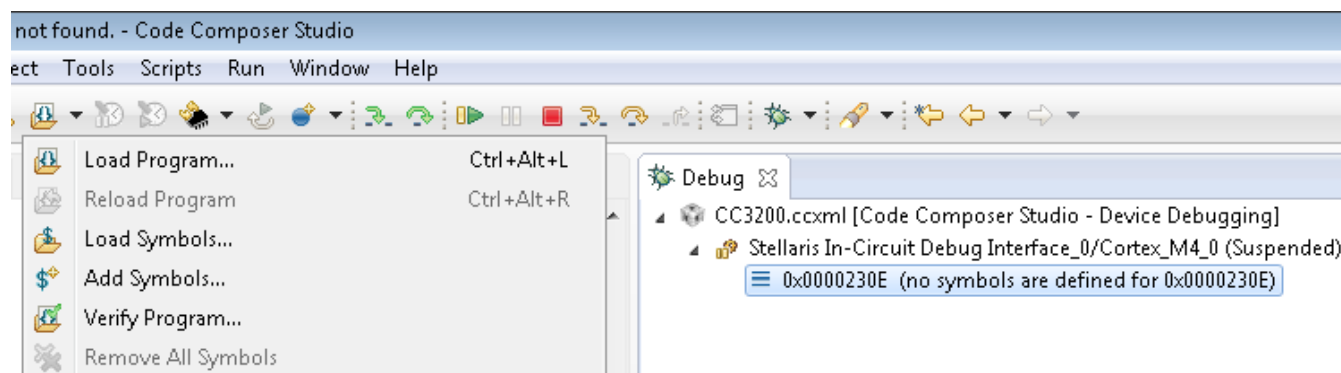 not found. - Code Composer Studio
ect Tools Scripts Run Window Help
Load Program... Ctrl+Alt+L
Reload Program Ctrl+Alt+R
Load Symbols...
Add Symbols...
Verify Program...
Remove All Symbols
Debug
CC3200.ccxml [Code Composer Studio - Device Debugging]
Stellaris In-Circuit Debug Interface_0/Cortex_M4_0 (Suspended)
0x0000230E (no symbols are defined for 0x0000230E)